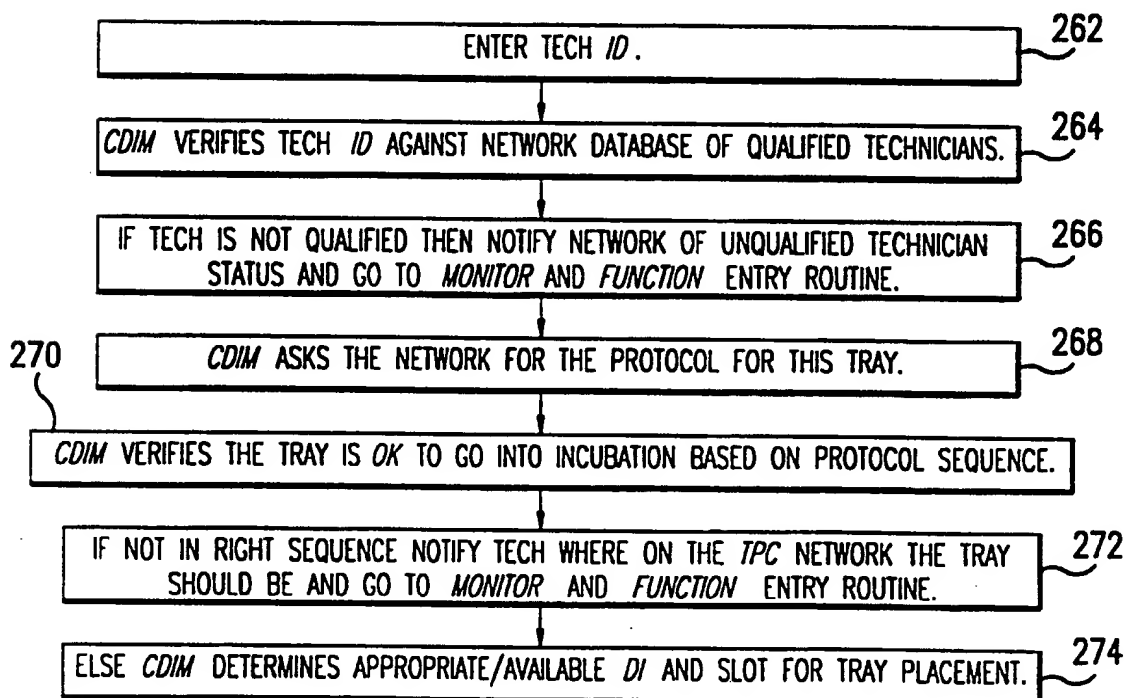 ENTER TECH ID.
262
CDIM VERIFIES TECH ID AGAINST NETWORK DATABASE OF QUALIFIED TECHNICIANS.
264
IF TECH IS NOT QUALIFIED THEN NOTIFY NETWORK OF UNQUALIFIED TECHNICIAN
STATUS AND GO TO MONITOR AND FUNCTION ENTRY ROUTINE.
266
CDIM ASKS THE NETWORK FOR THE PROTOCOL FOR THIS TRAY.
268
270
CDIM VERIFIES THE TRAY IS OK TO GO INTO INCUBATION BASED ON PROTOCOL SEQUENCE.
IF NOT IN RIGHT SEQUENCE NOTIFY TECH WHERE ON THE TPC NETWORK THE TRAY
SHOULD BE AND GO TO MONITOR AND FUNCTION ENTRY ROUTINE.
272
ELSE CDIM DETERMINES APPROPRIATE/AVAILABLE DI AND SLOT FOR TRAY PLACEMENT.
274